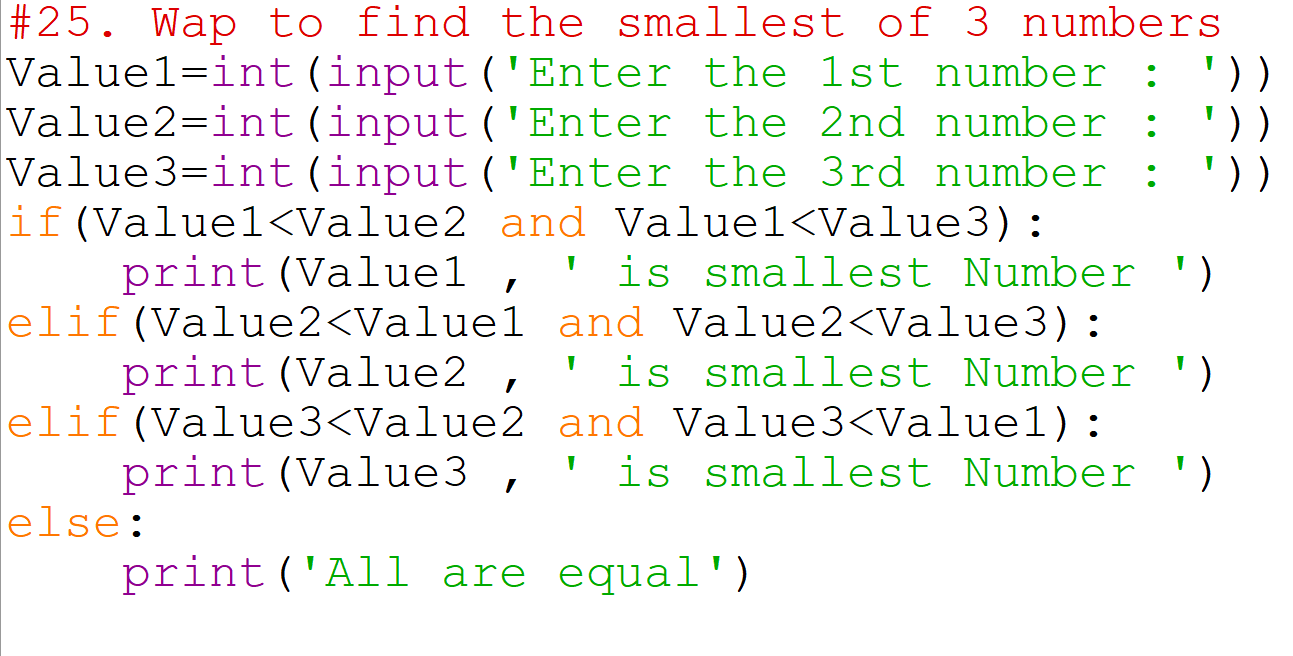 #25. Wap to find the smallest of 3 numbers
Value1=int(input('Enter the 1st number : '))
Value2=int(input('Enter the 2nd number : '))
Value3=int(input('Enter the 3rd number : '))
if(Value1<Value2 and Value1<Value3):
    print(Value1 , ' is smallest Number ')
elif(Value2<Value1 and Value2<Value3):
    print(Value2 , ' is smallest Number ')
elif(Value3<Value2 and Value3<Value1):
    print(Value3 , ' is smallest Number ')
else:
    print('All are equal')